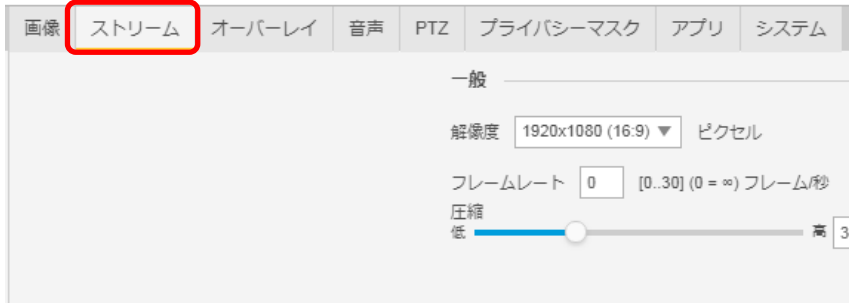 画像 ストリーム オーバーレイ 音声 PTZ プライバシーマスク アプリ システム
一般
解像度 1920x1080 (16:9) ピクセル
フレームレート 0 [0..30] (0 = ∞) フレーム/秒
圧縮
低 高 3